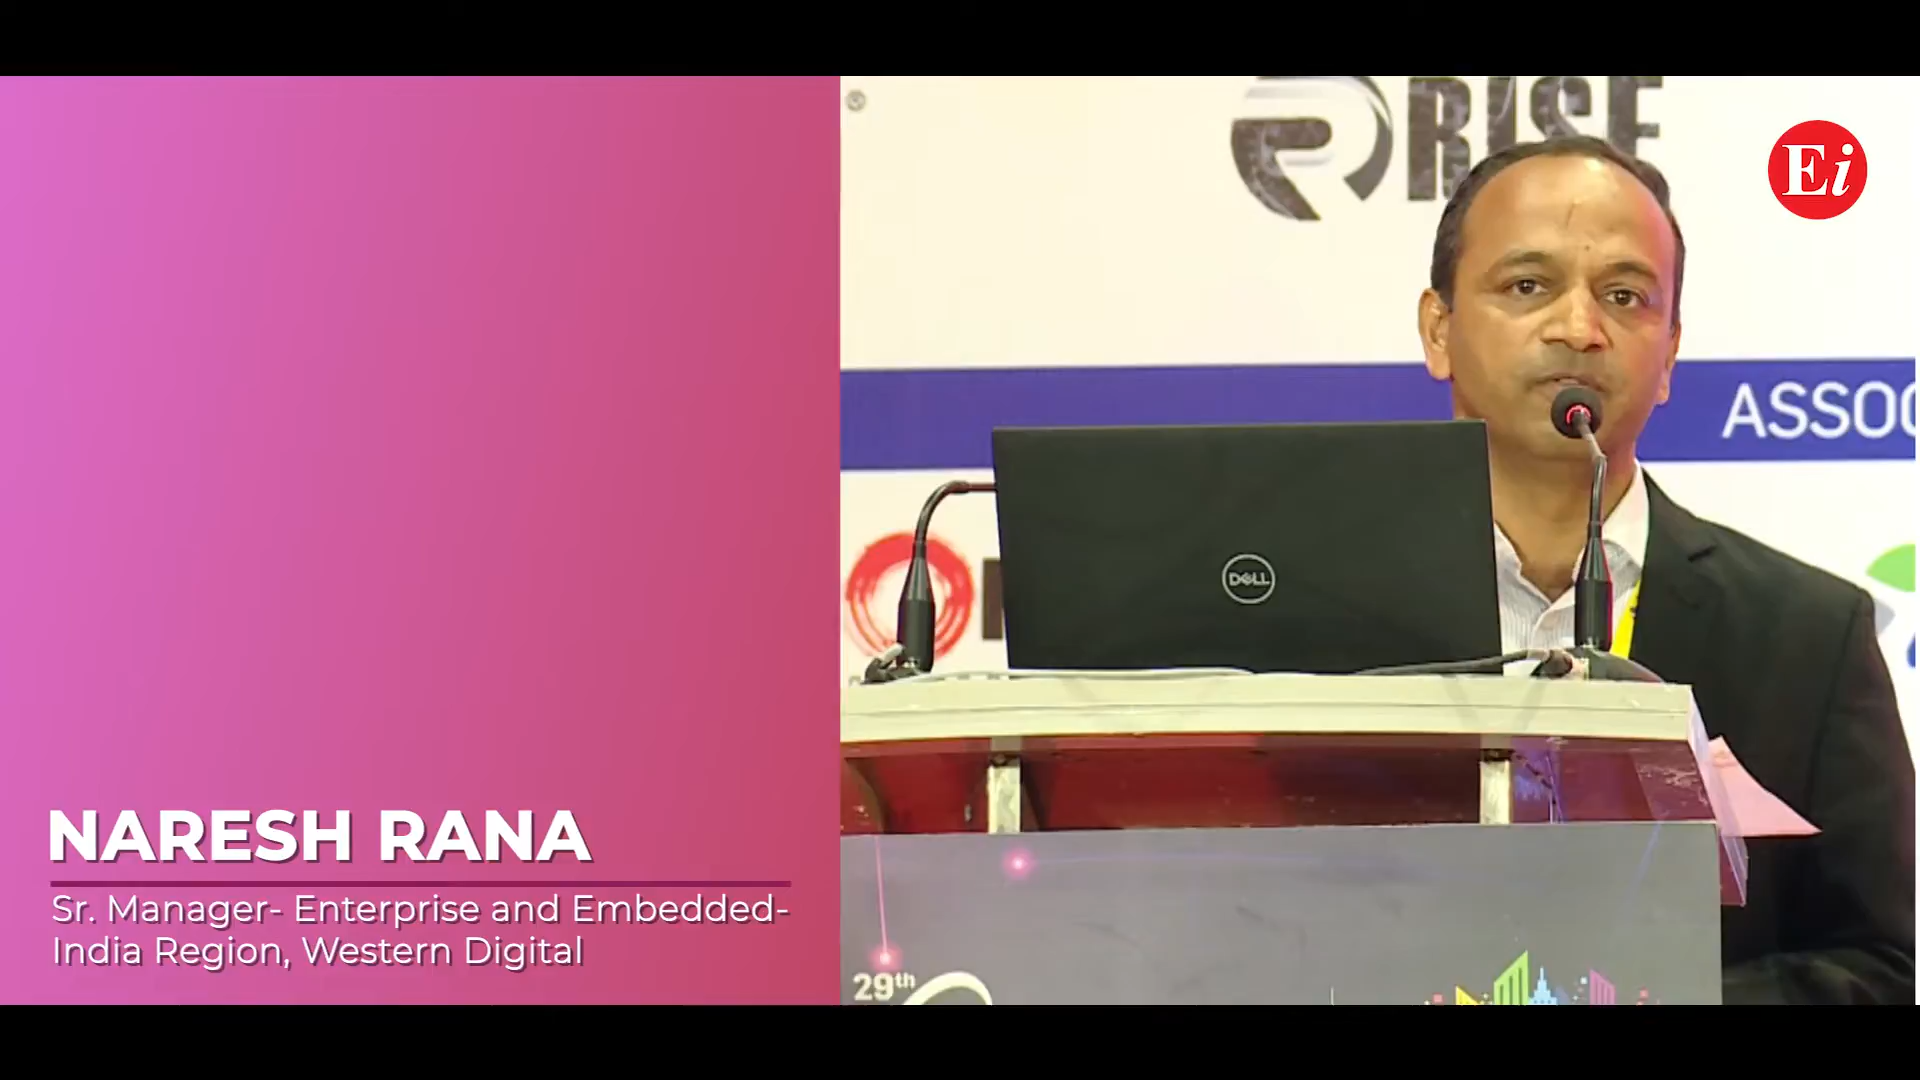 RISE
Ei
ASSOC
DELL
NARESH RANA
Sr. Manager- Enterprise and Embedded-
India Region, Western Digital
29th